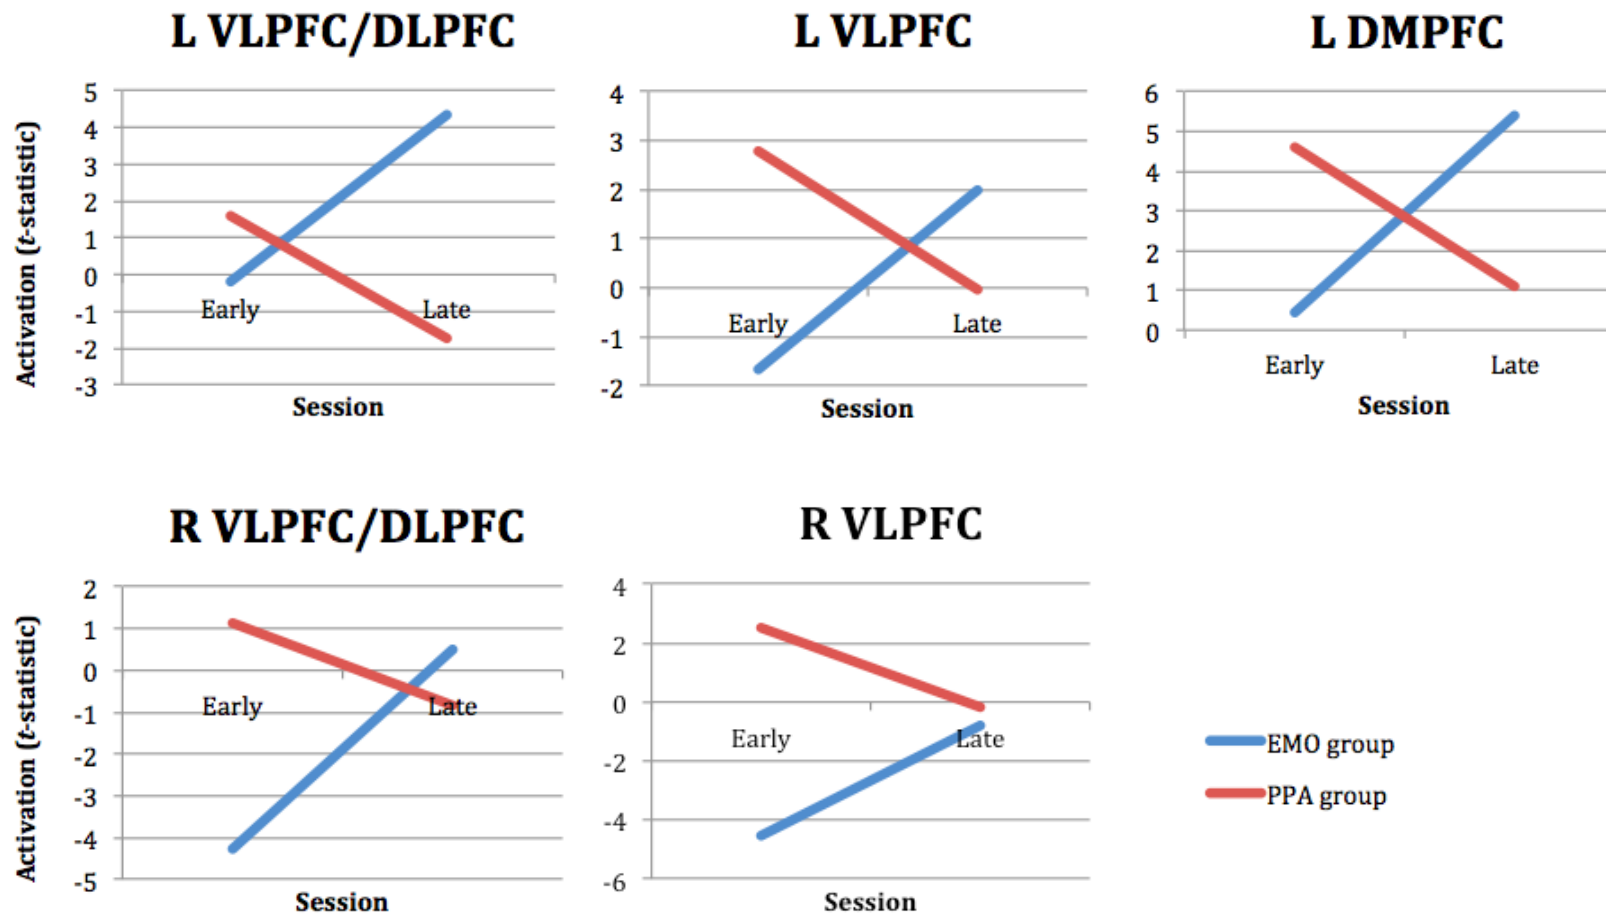 L VLPFC/DLPFC
Activation (t-statistic)
5
4
3
2
1
0
-1
-2
-3
Early
Late
Session
L VLPFC
4
3
2
1
0
-1
-2
Early
Late
Session
L DMPFC
6
5
4
3
2
1
0
Early
Late
Session
R VLPFC/DLPFC
Activation (t-statistic)
2
1
0
-1
-2
-3
-4
-5
Early
Late
Session
R VLPFC
4
2
0
-2
-4
-6
Early
Late
Session
EMO group
PPA group